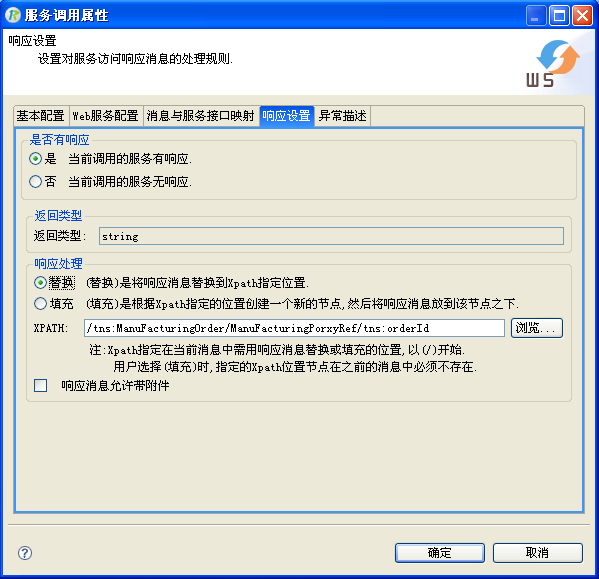 服务调用属性
响应设置
设置对服务访问响应消息的处理规则.
WS
基本配置 Web服务配置 消息与服务接口映射 响应设置 异常描述
是否有响应
是 当前调用的服务有响应.
否 当前调用的服务无响应.
返回类型
返回类型: string
响应处理
替换 (替换)是将响应消息替换到Xpath指定位置.
填充 (填充)是根据Xpath指定的位置创建一个新的节点,然后将响应消息放到该节点之下.
XPATH: /tns:ManuFacturingOrder/ManuFacturingPorxyRef/tns:orderId 浏览...
注:Xpath指定在当前消息中需用响应消息替换或填充的位置,以(/)开始.
用户选择(填充)时,指定的Xpath位置节点在之前的消息中必须不存在.
响应消息允许带附件
? 确定 取消